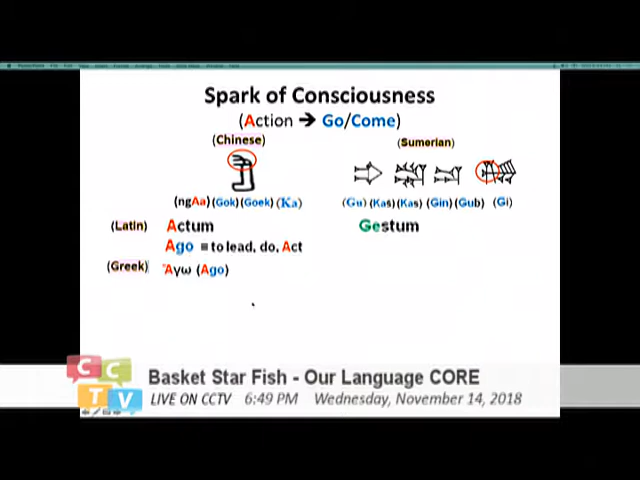 Spark of Consciousness
(Action ➔ Go/Come)
(Chinese) (Sumerian)
(ngAa) (Gok) (Goek) (Ka) (Gu) (Kas) (Kas) (Gin) (Gub) (Gi)
(Latin) Actum Gestum
Ago = to lead, do, Act
(Greek) Ἄγω (Ago)
CCTV
Basket Star Fish - Our Language CORE
LIVE ON CCTV 6:49 PM Wednesday, November 14, 2018